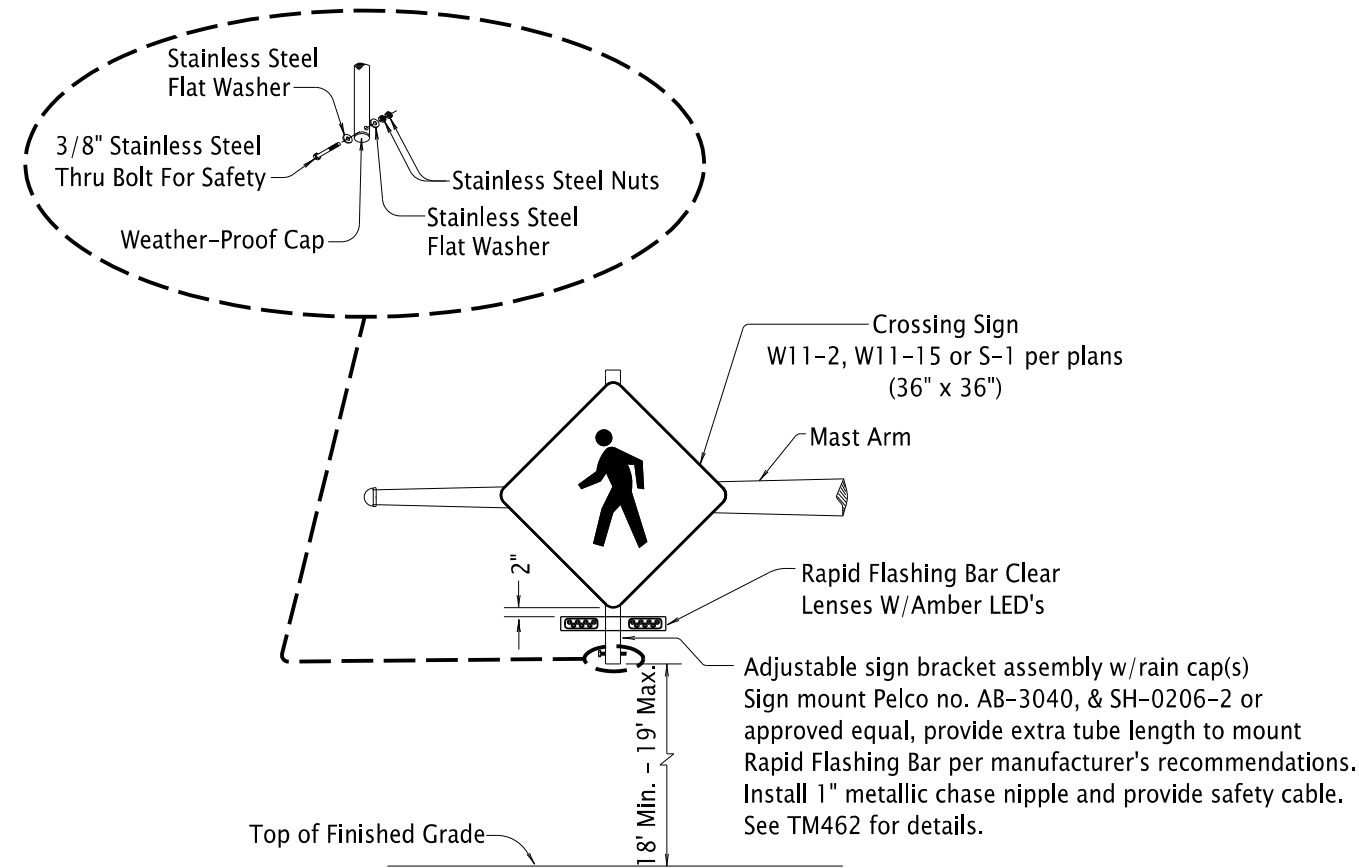 Stainless Steel
Flat Washer
3/8" Stainless Steel
Thru Bolt For Safety
Stainless Steel Nuts
Stainless Steel
Flat Washer
Weather-Proof Cap
Crossing Sign
W11-2, W11-15 or S-1 per plans
(36" x 36")
Mast Arm
2"
Rapid Flashing Bar Clear
Lenses W/Amber LED's
Adjustable sign bracket assembly w/rain cap(s)
Sign mount Pelco no. AB-3040, & SH-0206-2 or
approved equal, provide extra tube length to mount
Rapid Flashing Bar per manufacturer's recommendations.
Install 1" metallic chase nipple and provide safety cable.
See TM462 for details.
18' Min. - 19' Max.
Top of Finished Grade